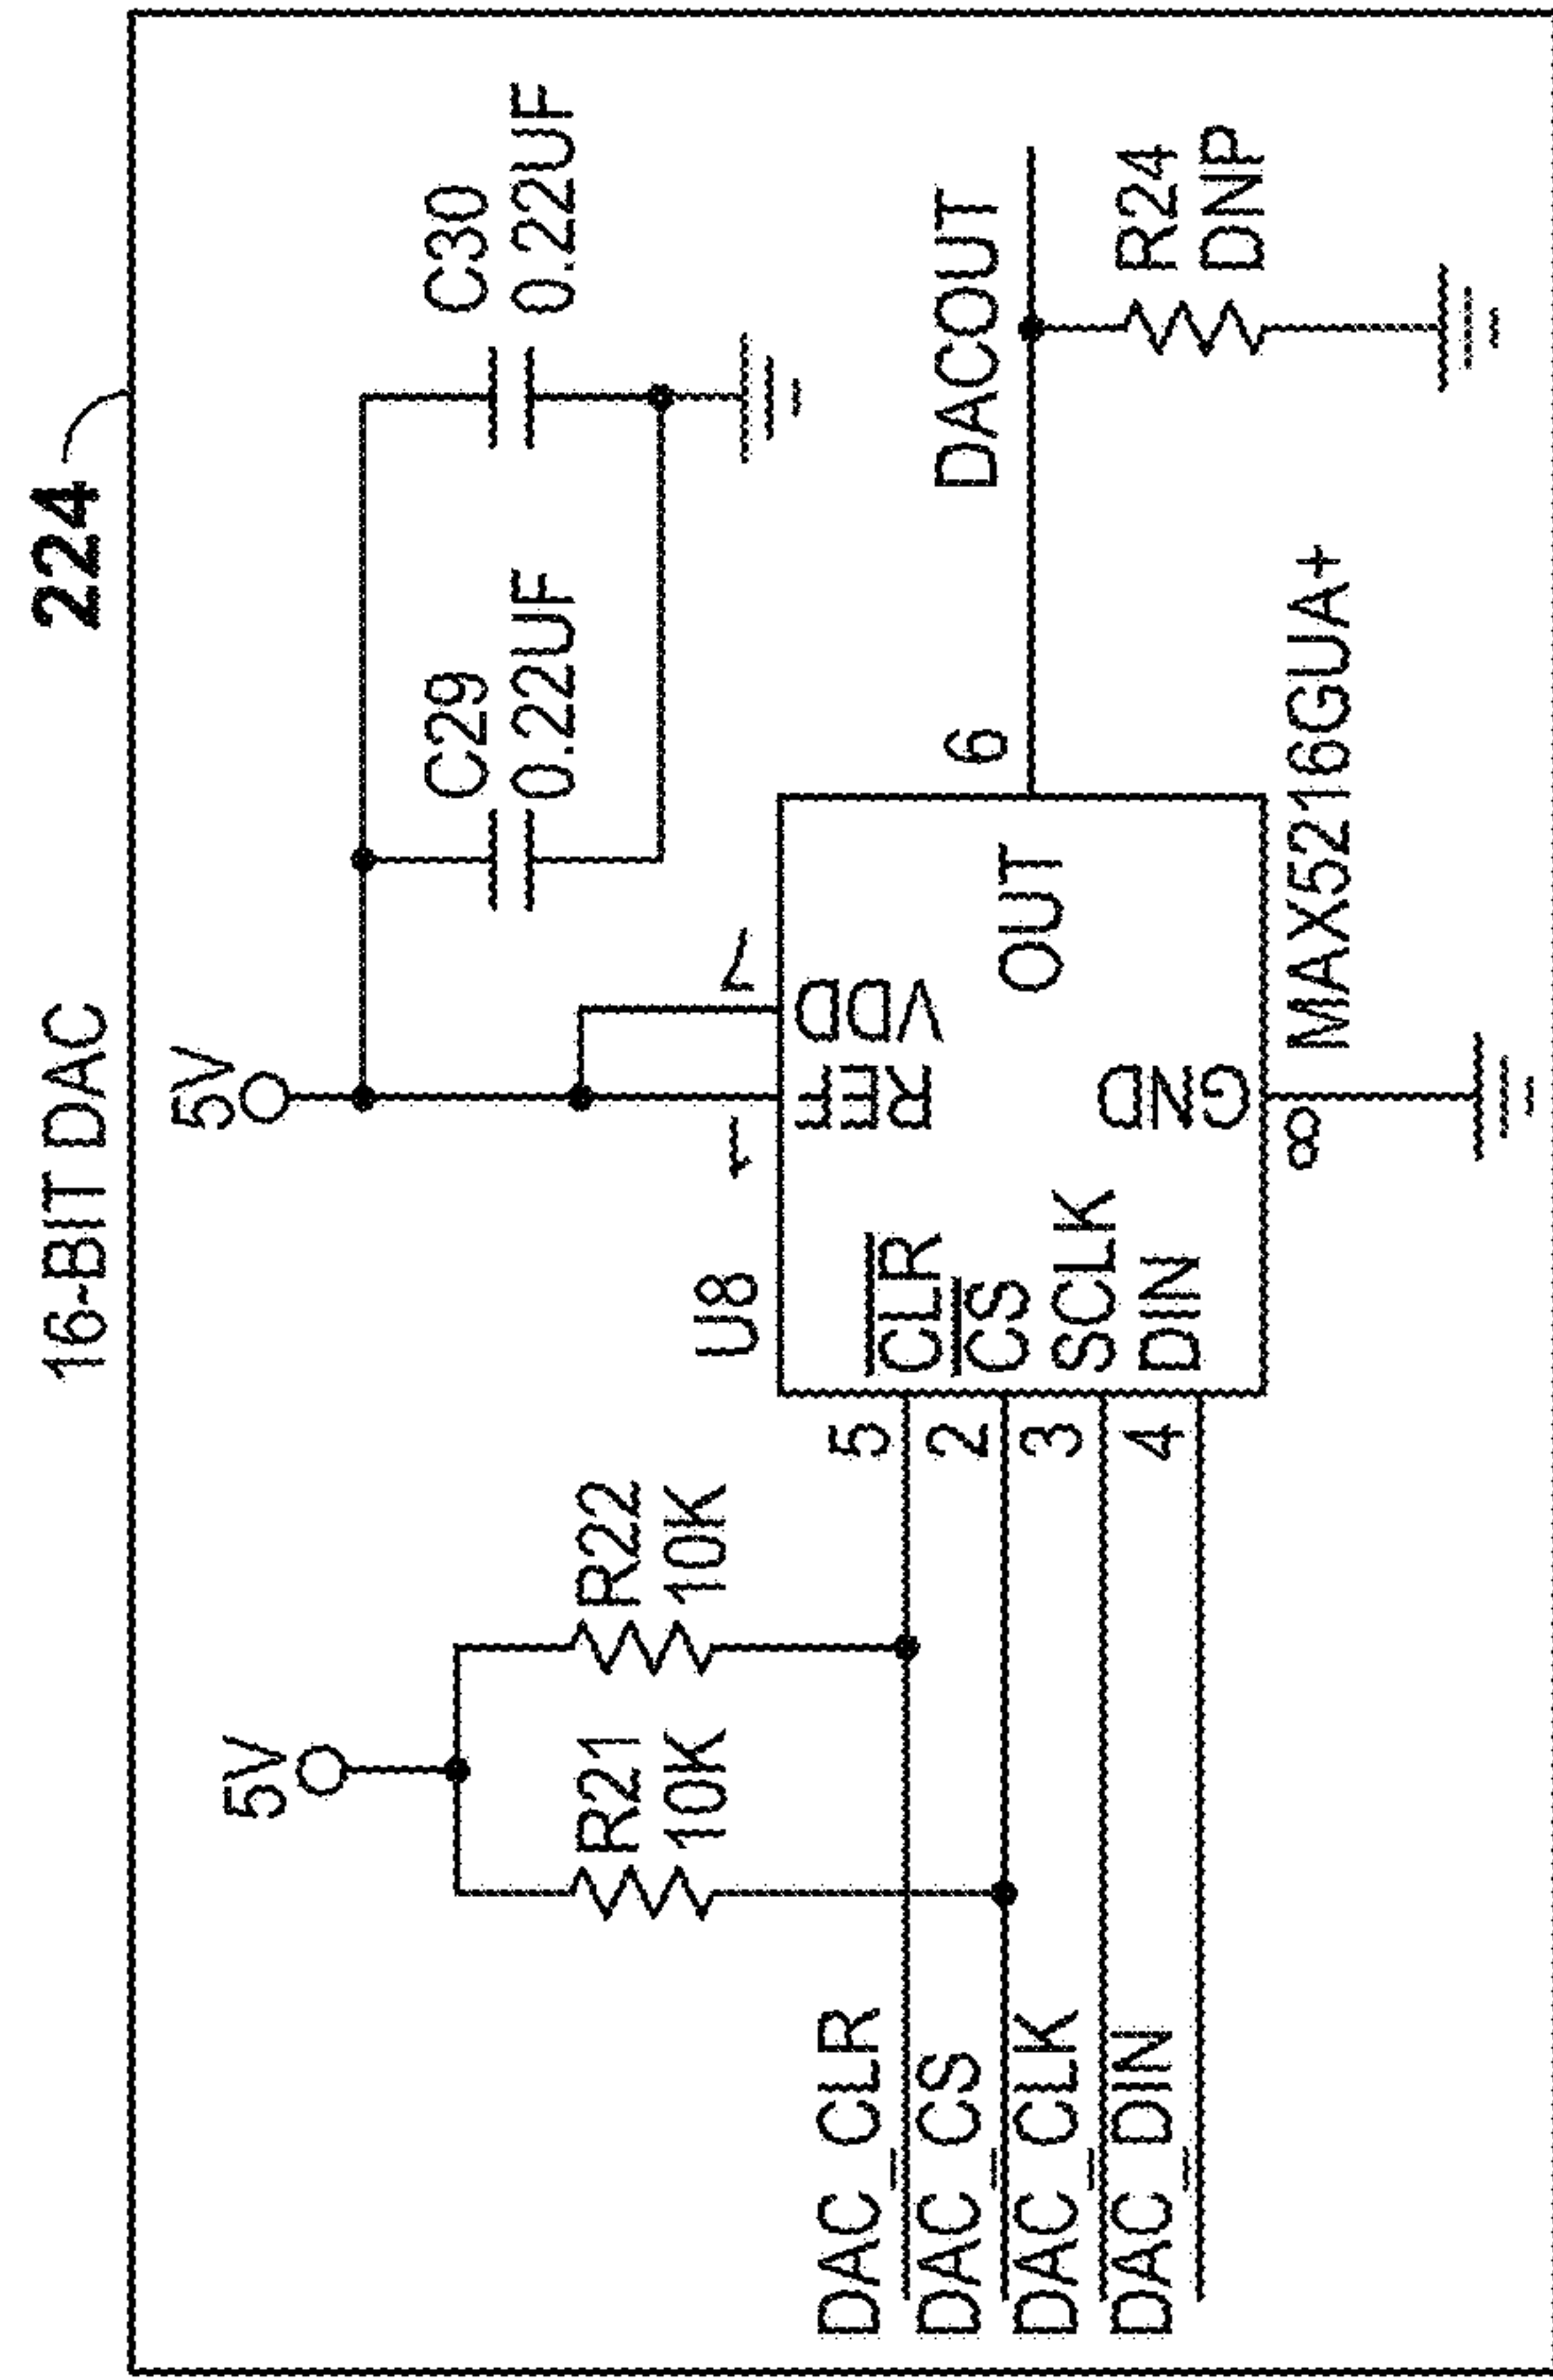 16-BIT DAC
224
5V
5V
C29
0.22UF
C30
0.22UF
R21
10K
R22
10K
U8
1
7
REF
VDD
DAC_CLR
5
CLR
DAC_CS
2
CS
DAC_CLK
3
SCLK
DAC_DIN
4
DIN
OUT
6
DACOUT
GND
8
MAX5216GUA+
R24
DNP